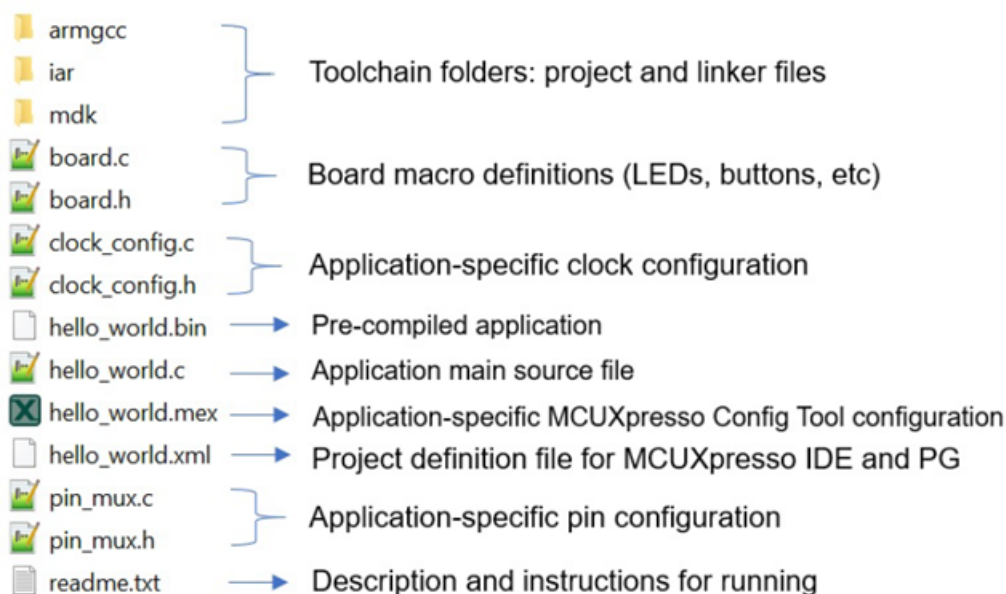 armgcc
iar
Toolchain folders: project and linker files
mdk
board.c
Board macro definitions (LEDs, buttons, etc)
board.h
clock_config.c
Application-specific clock configuration
clock_config.h
hello_world.bin Pre-compiled application
hello_world.c Application main source file
hello_world.mex Application-specific MCUXpresso Config Tool configuration
hello_world.xml Project definition file for MCUXpresso IDE and PG
pin_mux.c
Application-specific pin configuration
pin_mux.h
readme.txt Description and instructions for running